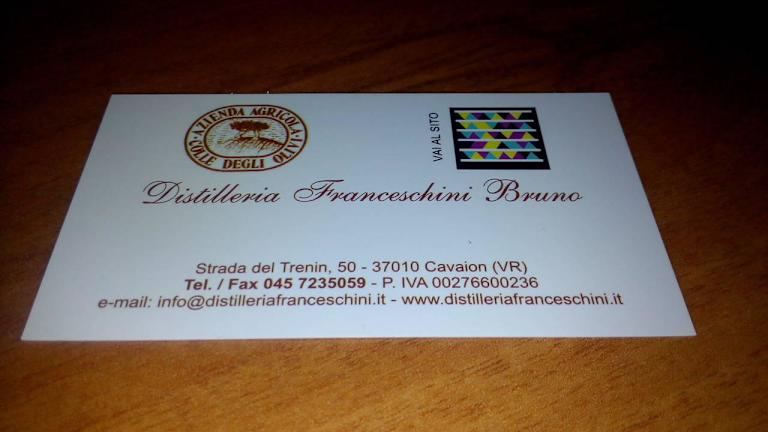 AZIENDA AGRICOLA
COLLE DEGLI OLIVI
VAI AL SITO
Distilleria Franceschini Bruno
Strada del Trenin, 50 - 37010 Cavaion (VR)
Tel. / Fax 045 7235059 - P. IVA 00276600236
e-mail: info@distilleriafranceschini.it - www.distilleriafranceschini.it